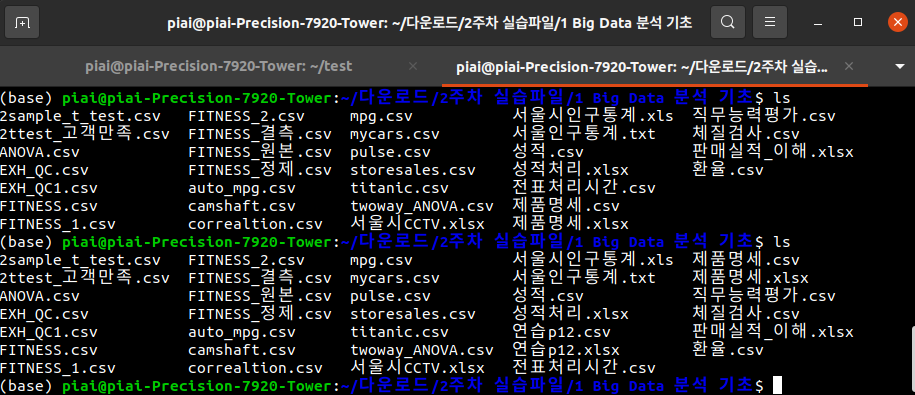 piai@piai-Precision-7920-Tower: ~/다운로드/2주차 실습파일/1 Big Data 분석 기초
piai@piai-Precision-7920-Tower: ~/test
piai@piai-Precision-7920-Tower: ~/다운로드/2주차 실습...
(base) piai@piai-Precision-7920-Tower:~/다운로드/2주차 실습파일/1 Big Data 분석 기초$ ls
2sample_t_test.csv FITNESS_2.csv mpg.csv 서울시인구통계.xls 직무능력평가.csv
2ttest_고객만족.csv FITNESS_결측.csv mycars.csv 서울시인구통계.txt 체질검사.csv
ANOVA.csv FITNESS_원본.csv pulse.csv 성적.csv 판매실적_이해.xlsx
EXH_QC.csv FITNESS_정제.csv storesales.csv 성적처리.xlsx 환율.csv
EXH_QC1.csv auto_mpg.csv titanic.csv 전표처리시간.csv
FITNESS.csv camshaft.csv twoway_ANOVA.csv 제품명세.csv
FITNESS_1.csv correaltion.csv 서울시CCTV.xlsx 제품명세.xlsx
(base) piai@piai-Precision-7920-Tower:~/다운로드/2주차 실습파일/1 Big Data 분석 기초$ ls
2sample_t_test.csv FITNESS_2.csv mpg.csv 서울시인구통계.xls 제품명세.csv
2ttest_고객만족.csv FITNESS_결측.csv mycars.csv 서울시인구통계.txt 제품명세.xlsx
ANOVA.csv FITNESS_원본.csv pulse.csv 성적.csv 직무능력평가.csv
EXH_QC.csv FITNESS_정제.csv storesales.csv 성적처리.xlsx 체질검사.csv
EXH_QC1.csv auto_mpg.csv titanic.csv 연습p12.csv 판매실적_이해.xlsx
FITNESS.csv camshaft.csv twoway_ANOVA.csv 연습p12.xlsx 환율.csv
FITNESS_1.csv correaltion.csv 서울시CCTV.xlsx 전표처리시간.csv
(base) piai@piai-Precision-7920-Tower:~/다운로드/2주차 실습파일/1 Big Data 분석 기초$